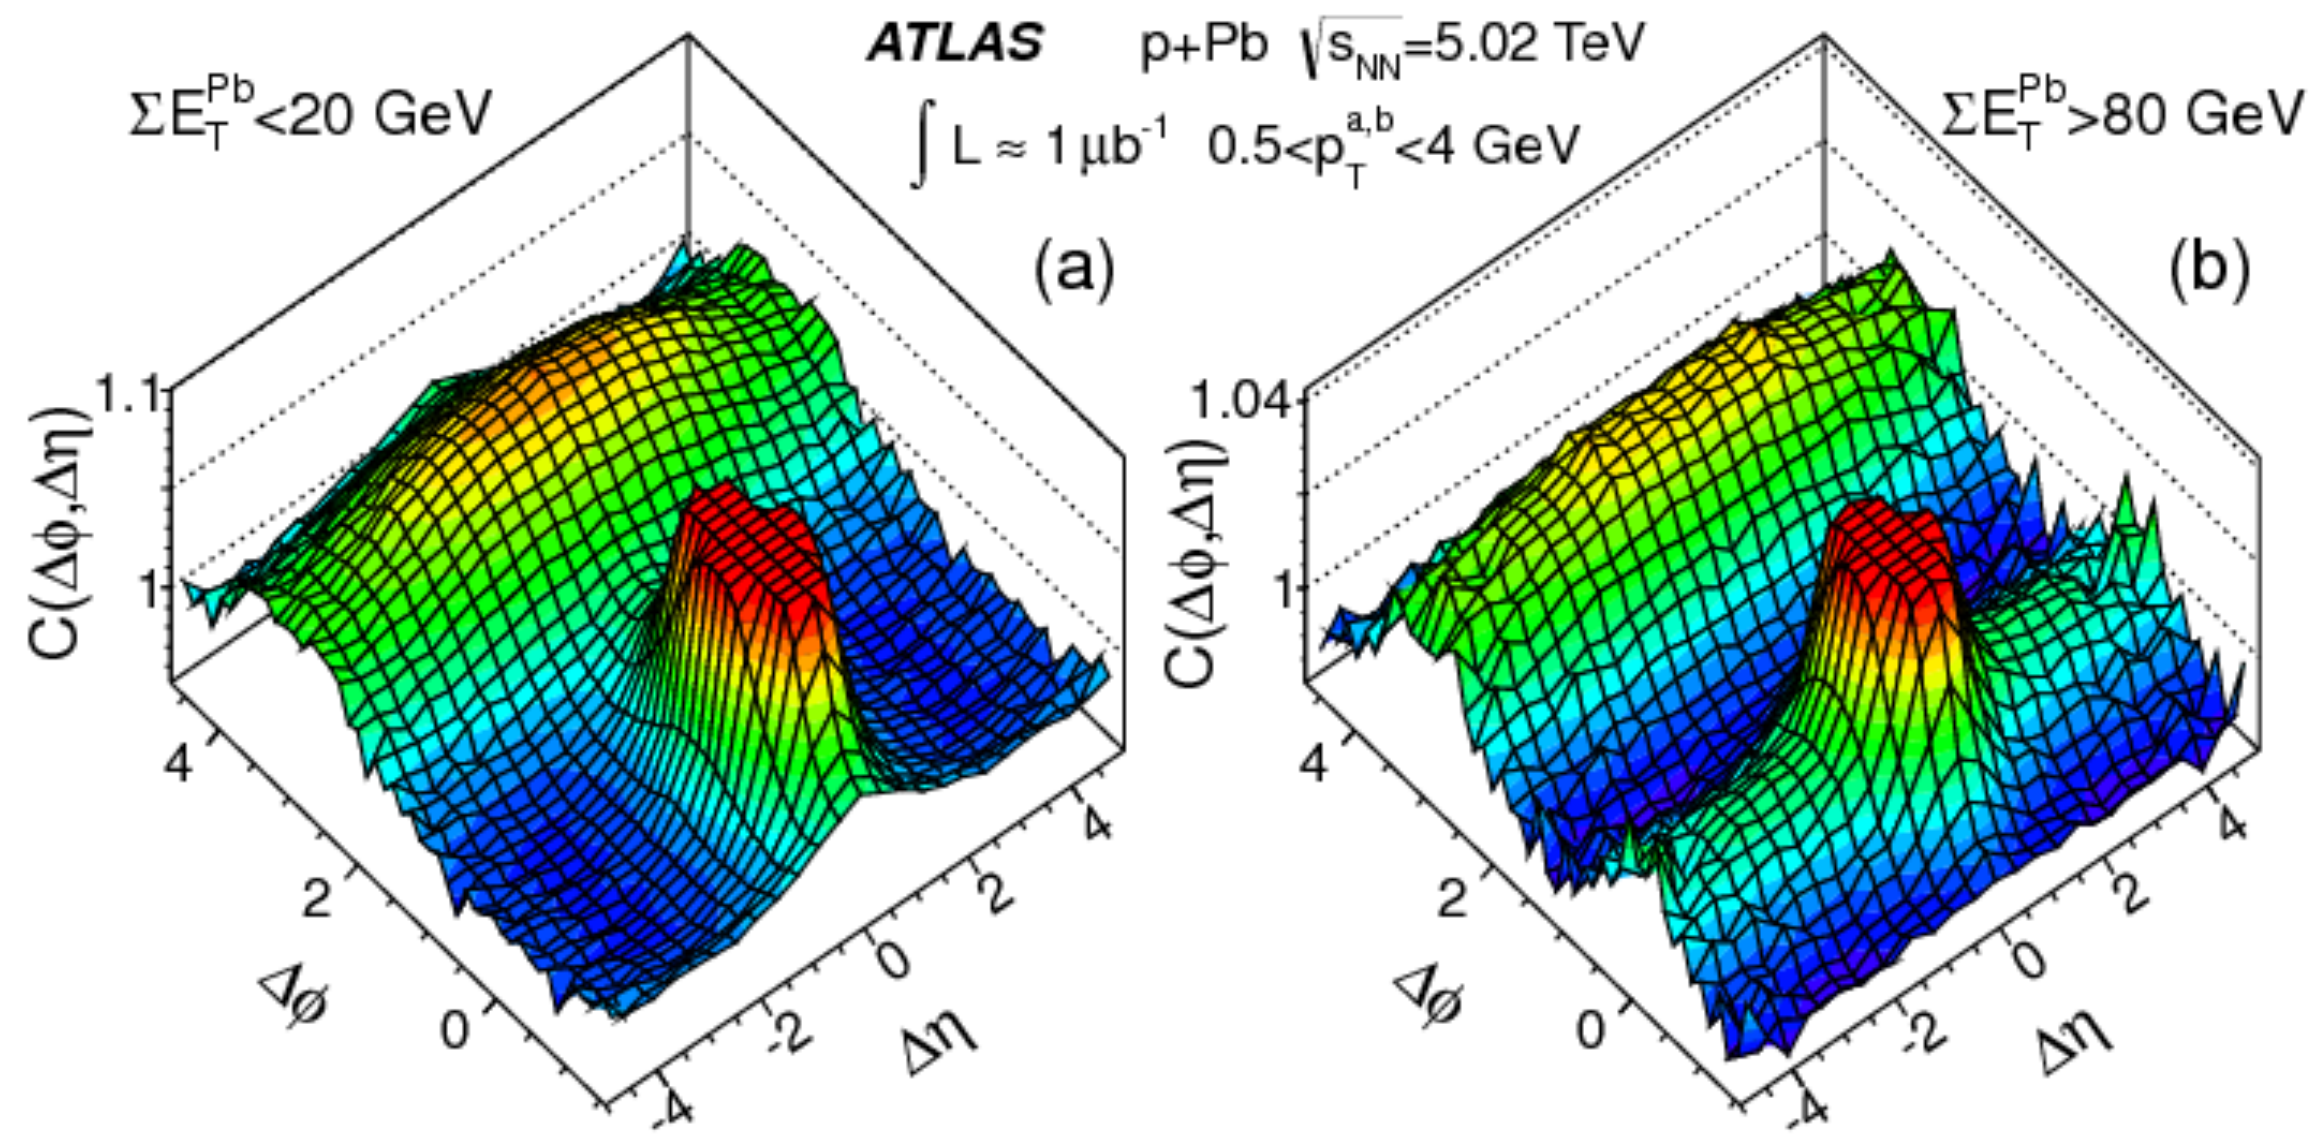 ATLAS p+Pb √s_NN=5.02 TeV
∫ L ≈ 1 μb^-1 0.5<p_T^a,b<4 GeV
ΣE_T^Pb<20 GeV
(a)
C(Δϕ,Δη)
1.1
1
4
2
0
Δϕ
-4
-2
0
2
4
Δη
ΣE_T^Pb>80 GeV
(b)
C(Δϕ,Δη)
1.04
1
4
2
0
Δϕ
-4
-2
0
2
4
Δη